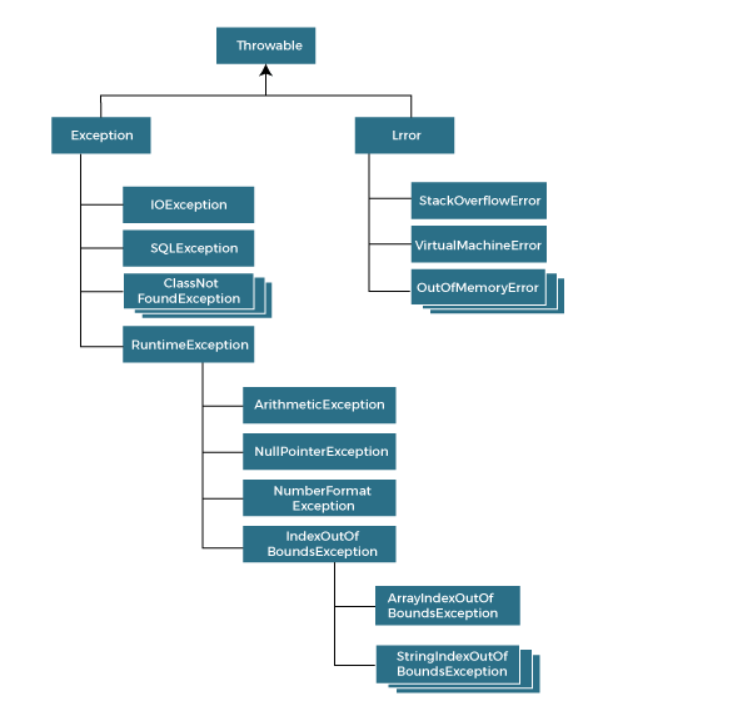 Throwable
Exception
Lrror
IOException
SQLException
ClassNot
FoundException
RuntimeException
StackOverflowError
VirtualMachineError
OutOfMemoryError
ArithmeticException
NullPointerException
NumberFormat
Exception
IndexOutOf
BoundsException
ArrayIndexOutOf
BoundsException
StringIndexOutOf
BoundsException